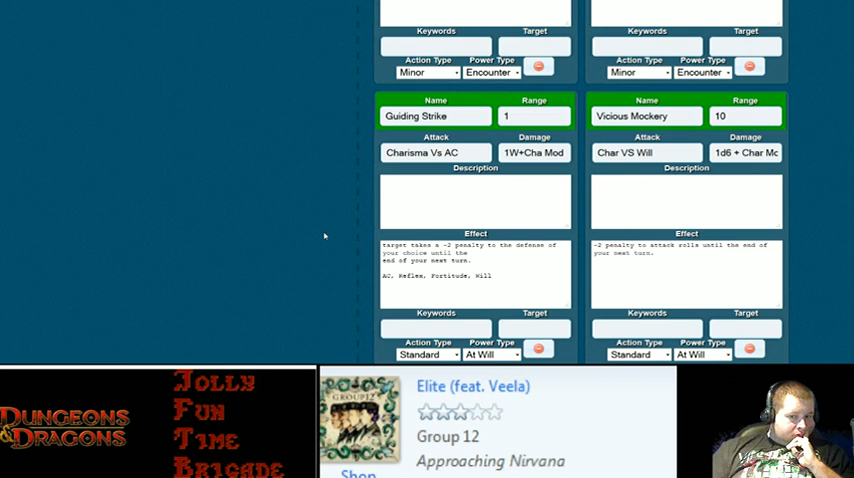 Keywords Target Keywords Target
Action Type Power Type Action Type Power Type
Minor Encounter Minor Encounter
Name Range Name Range
Guiding Strike 1 Vicious Mockery 10
Attack Damage Attack Damage
Charisma Vs AC 1W+Cha Mod Char VS Will 1d6 + Char Mc
Description Description
Effect Effect
target takes a -2 penalty to the defense of
your choice until the
end of your next turn.
AC, Reflex, Fortitude, Will
-2 penalty to attack rolls until the end of
your next turn.
Keywords Target Keywords Target
Action Type Power Type Action Type Power Type
Standard At Will Standard At Will
DUNGEONS
& DRAGONS
JOLLY
FUN
TIME
BRIGADE
GROUP 12
Shop
Elite (feat. Veela)
Group 12
Approaching Nirvana